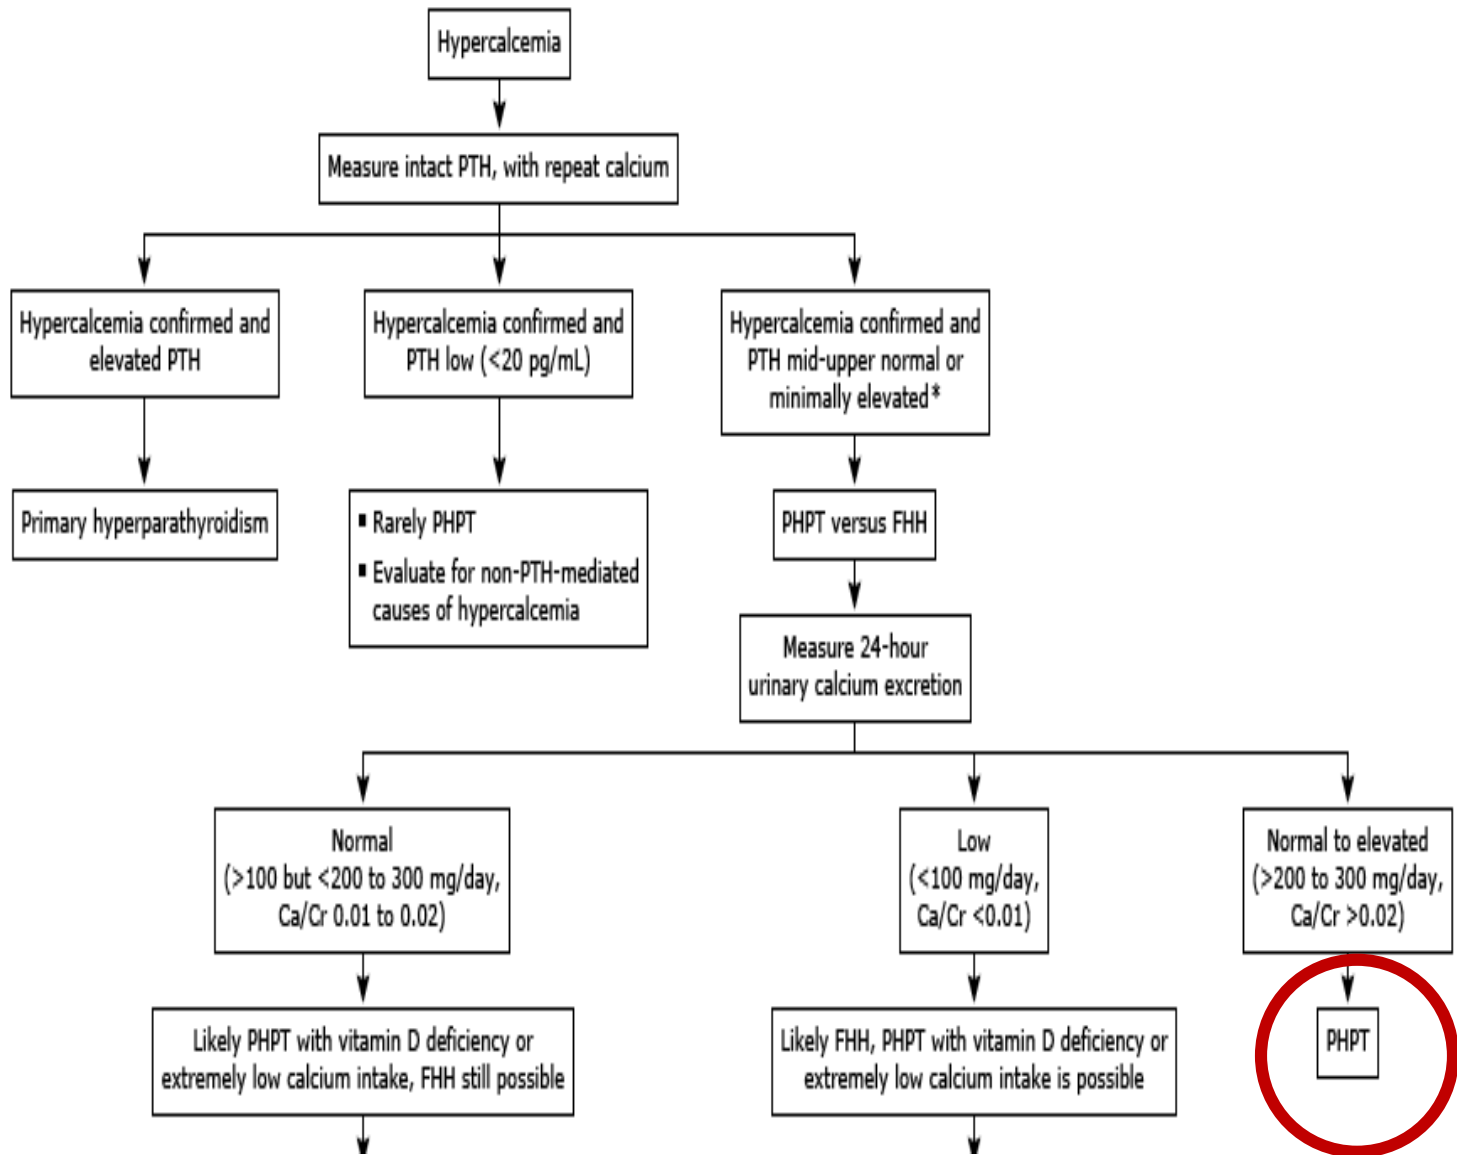 Hypercalcemia
Measure intact PTH, with repeat calcium
Hypercalcemia confirmed and
elevated PTH
Hypercalcemia confirmed and
PTH low (<20 pg/mL)
Hypercalcemia confirmed and
PTH mid-upper normal or
minimally elevated*
Primary hyperparathyroidism
▪ Rarely PHPT
▪ Evaluate for non-PTH-mediated
causes of hypercalcemia
PHPT versus FHH
Measure 24-hour
urinary calcium excretion
Normal
(>100 but <200 to 300 mg/day,
Ca/Cr 0.01 to 0.02)
Low
(<100 mg/day,
Ca/Cr <0.01)
Normal to elevated
(>200 to 300 mg/day,
Ca/Cr >0.02)
Likely PHPT with vitamin D deficiency or
extremely low calcium intake, FHH still possible
Likely FHH, PHPT with vitamin D deficiency or
extremely low calcium intake is possible
PHPT